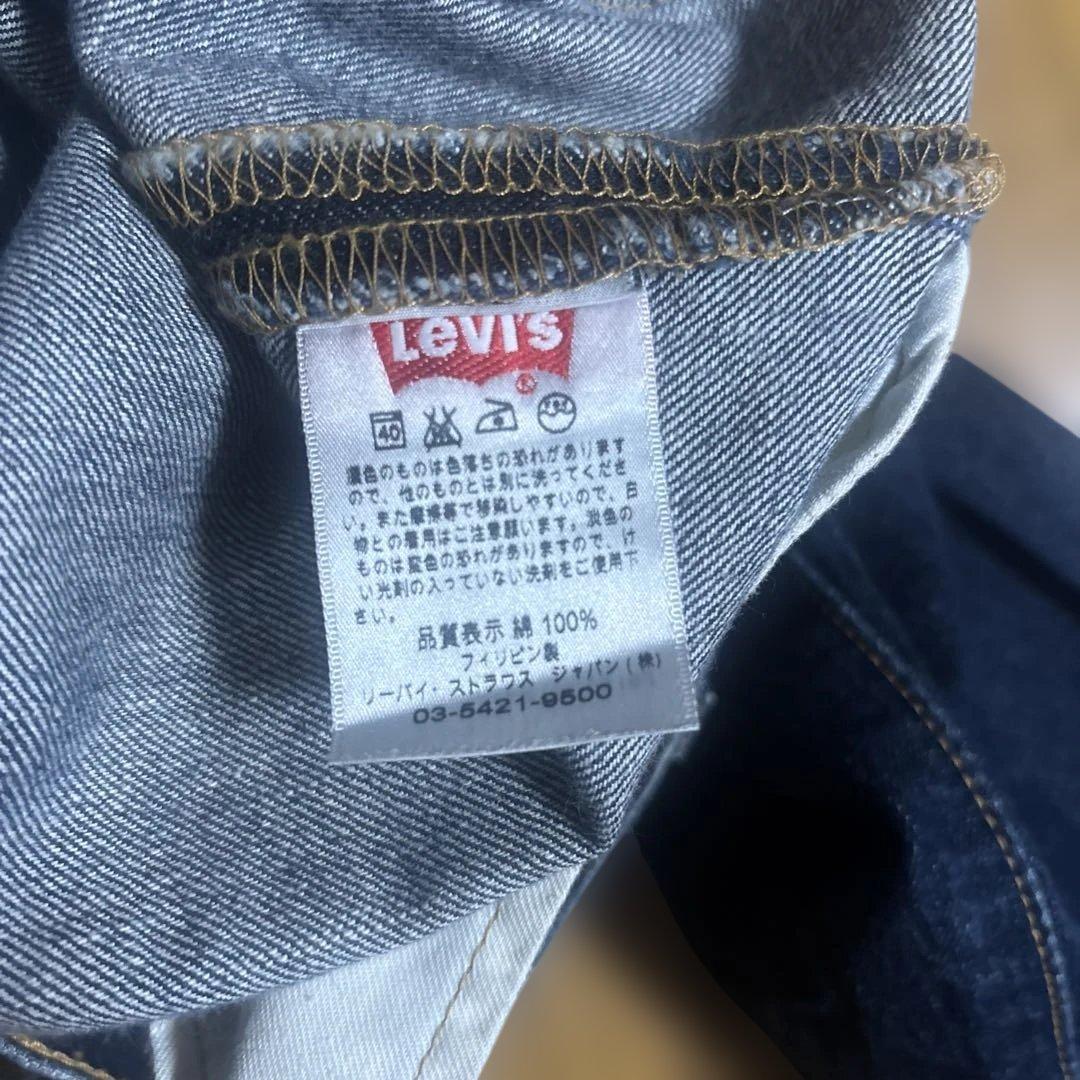 Levi's
®
40
濃色のものは色落ちの恐れがあります
ので、他のものとは別に洗ってくださ
い。また摩擦等で移染しやすいので、白
物との着用はご注意願います。淡色の
ものは変色の恐れがありますので、け
い光剤の入っていない洗剤をご使用下
さい。
品質表示 綿 100%
フィリピン製
リーバイ・ストラウス ジャパン(株)
03-5421-9500